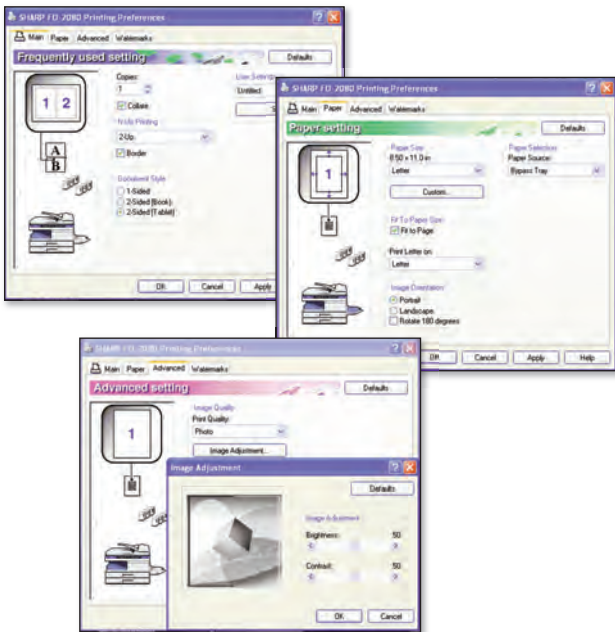 SHARP FO-2080 Printing Preferences
Main Paper Advanced Watermarks
Frequently used setting
Defaults
Copies:
1
Collate
N-Up Printing
2-Up
Border
Document Style
1-Sided
2-Sided (Book)
2-Sided (Tablet)
User Settings:
Untitled
1 2
A
B
OK Cancel Apply
SHARP FO-2080 Printing Preferences
Main Paper Advanced Watermarks
Paper setting
Defaults
1
Paper Size:
8.50 x 11.0 in
Letter
Custom...
Fit To Paper Size
Fit to Page
Print Letter on:
Letter
Image Orientation
Portrait
Landscape
Rotate 180 degrees
Paper Selection
Paper Source:
Bypass Tray
OK Cancel Apply Help
SHARP FO-2080 Printing Preferences
Main Paper Advanced Watermarks
Advanced setting
Defaults
1
Image Quality
Print Quality:
Photo
Image Adjustment...
Image Adjustment
Defaults
Image Adjustment
Brightness: 50
Contrast: 50
OK Cancel